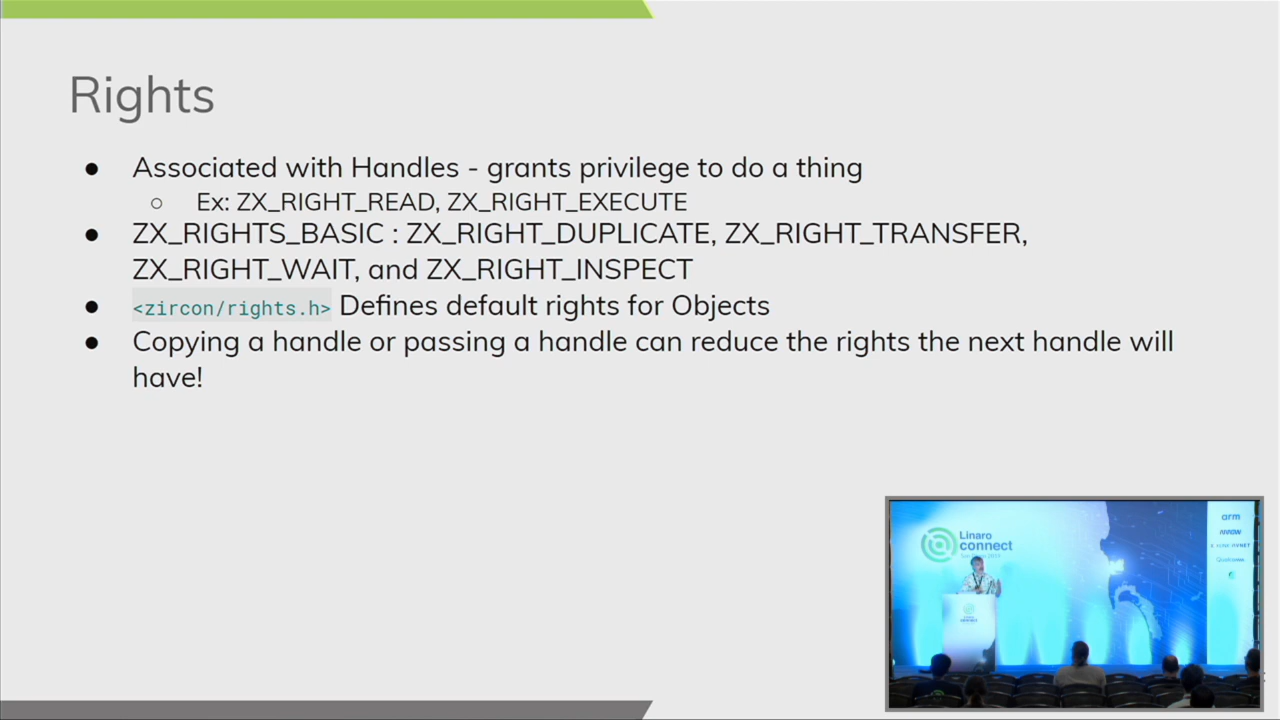 Rights
● Associated with Handles - grants privilege to do a thing
○ Ex: ZX_RIGHT_READ, ZX_RIGHT_EXECUTE
● ZX_RIGHTS_BASIC : ZX_RIGHT_DUPLICATE, ZX_RIGHT_TRANSFER,
ZX_RIGHT_WAIT, and ZX_RIGHT_INSPECT
● <zircon/rights.h> Defines default rights for Objects
● Copying a handle or passing a handle can reduce the rights the next handle will
have!
Linaro
connect
arm